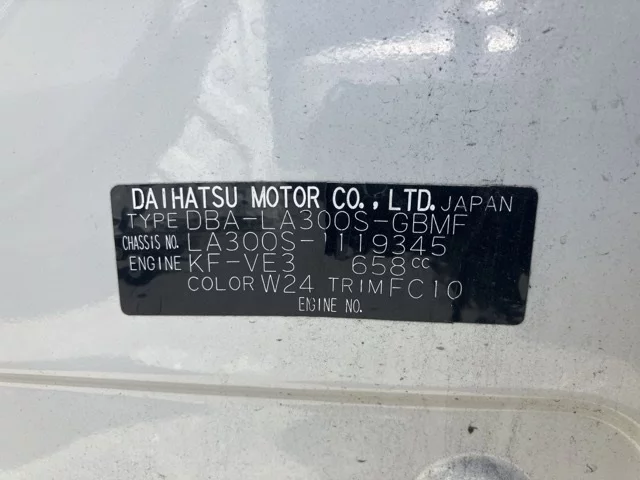 DAIHATSU MOTOR CO., LTD. JAPAN
TYPE DBA-LA300S-GBMF
CHASSIS NO. LA300S-1119345
ENGINE KF-VE3 658cc
COLOR W24 TRIM FC10
ENGINE NO.